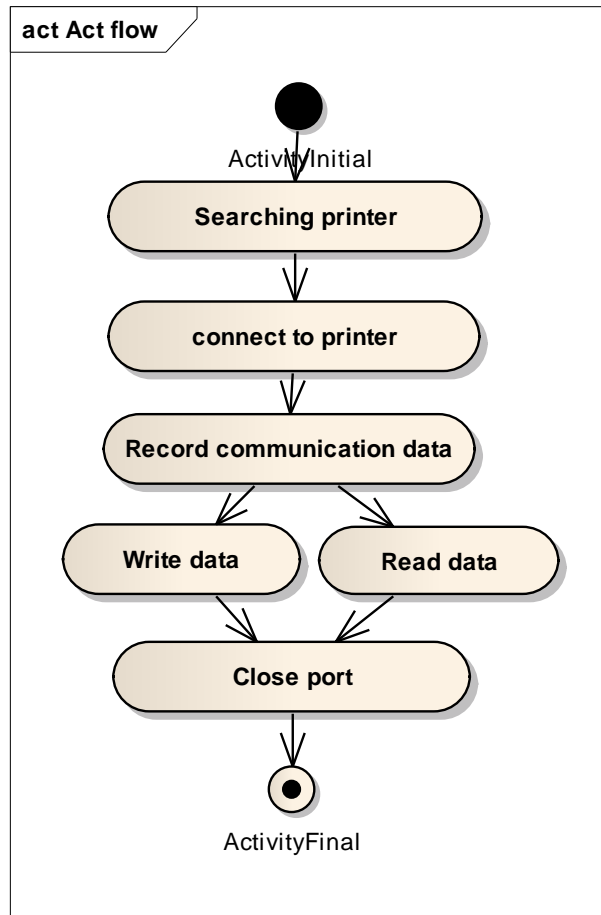 act Act flow
ActivityInitial
Searching printer
connect to printer
Record communication data
Write data
Read data
Close port
ActivityFinal